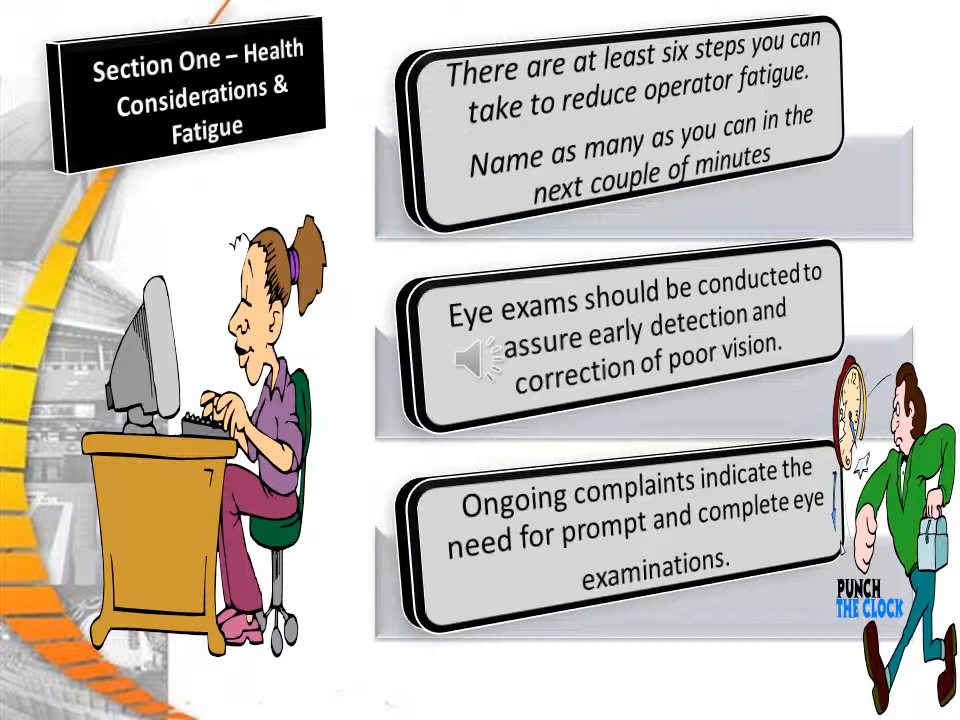 Section One – Health
Considerations &
Fatigue
There are at least six steps you can
take to reduce operator fatigue.
Name as many as you can in the
next couple of minutes
Eye exams should be conducted to
assure early detection and
correction of poor vision.
Ongoing complaints indicate the
need for prompt and complete eye
examinations.
PUNCH
THE CLOCK